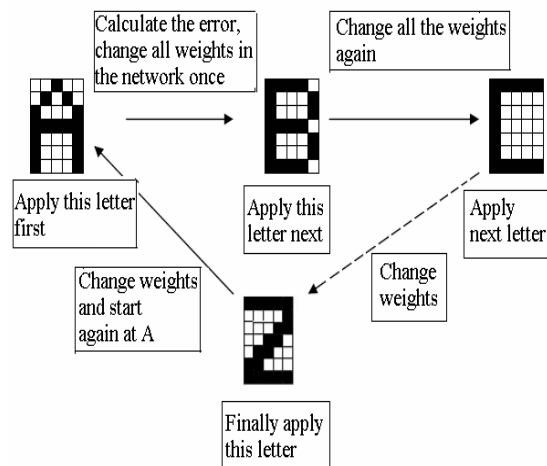 Calculate the error,
change all weights in
the network once
Change all the weights
again
Apply this letter
first
Apply this
letter next
Apply
next letter
Change weights
and start
again at A
Change
weights
Finally apply
this letter